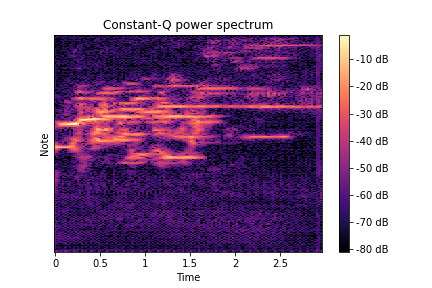 Constant-Q power spectrum
-10 dB
-20 dB
-30 dB
-40 dB
-50 dB
-60 dB
-70 dB
-80 dB
Note
0
0.5
1
1.5
2
2.5
Time